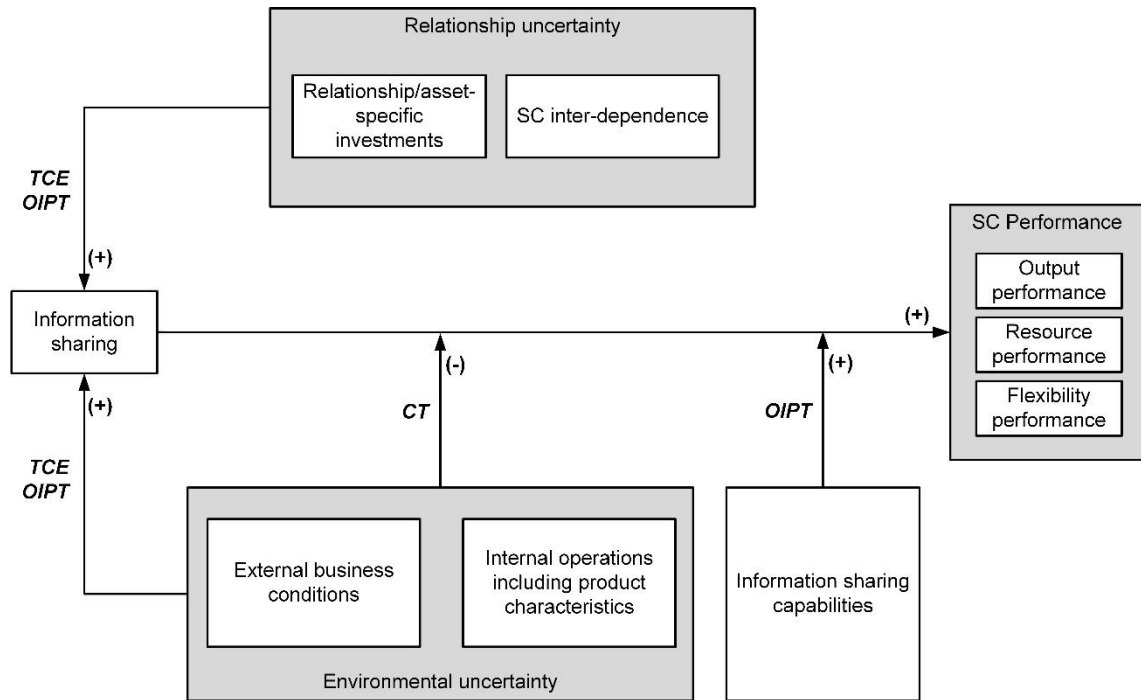 Relationship uncertainty
Relationship/asset-
specific
investments
SC inter-dependence
TCE
OIPT
(+)
SC Performance
Output
performance
Resource
performance
Flexibility
performance
Information
sharing
(+)
(-)
(+)
(+)
CT
OIPT
TCE
OIPT
External business
conditions
Internal operations
including product
characteristics
Information sharing
capabilities
Environmental uncertainty